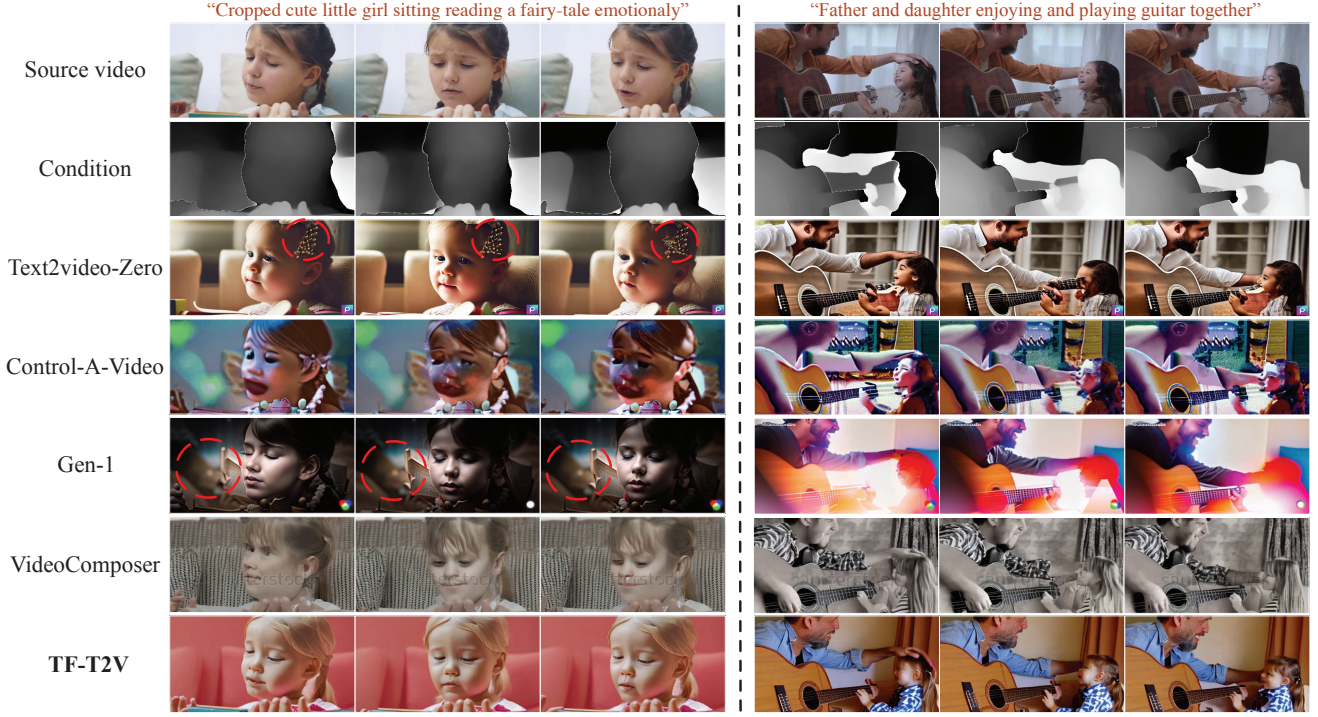 “Cropped cute little girl sitting reading a fairy-tale emotionaly”
“Father and daughter enjoying and playing guitar together”
Source video
Condition
Text2video-Zero
Control-A-Video
Gen-1
VideoComposer
TF-T2V